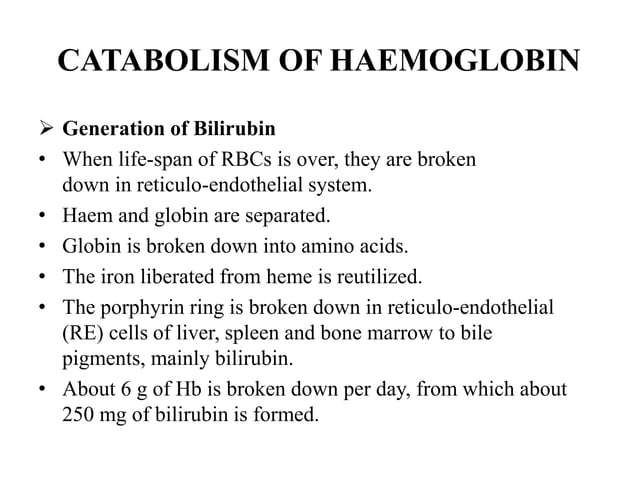 CATABOLISM OF HAEMOGLOBIN
➢ Generation of Bilirubin
• When life-span of RBCs is over, they are broken
down in reticulo-endothelial system.
• Haem and globin are separated.
• Globin is broken down into amino acids.
• The iron liberated from heme is reutilized.
• The porphyrin ring is broken down in reticulo-endothelial
(RE) cells of liver, spleen and bone marrow to bile
pigments, mainly bilirubin.
• About 6 g of Hb is broken down per day, from which about
250 mg of bilirubin is formed.